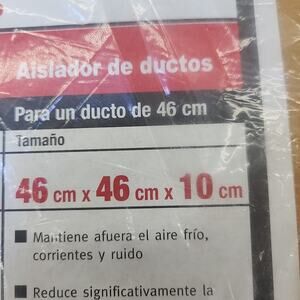 Aislador de ductos
Para un ducto de 46 cm
Tamaño
46 cm x 46 cm x 10 cm
■ Mantiene afuera el aire frío,
corrientes y ruido
■ Reduce significativamente la